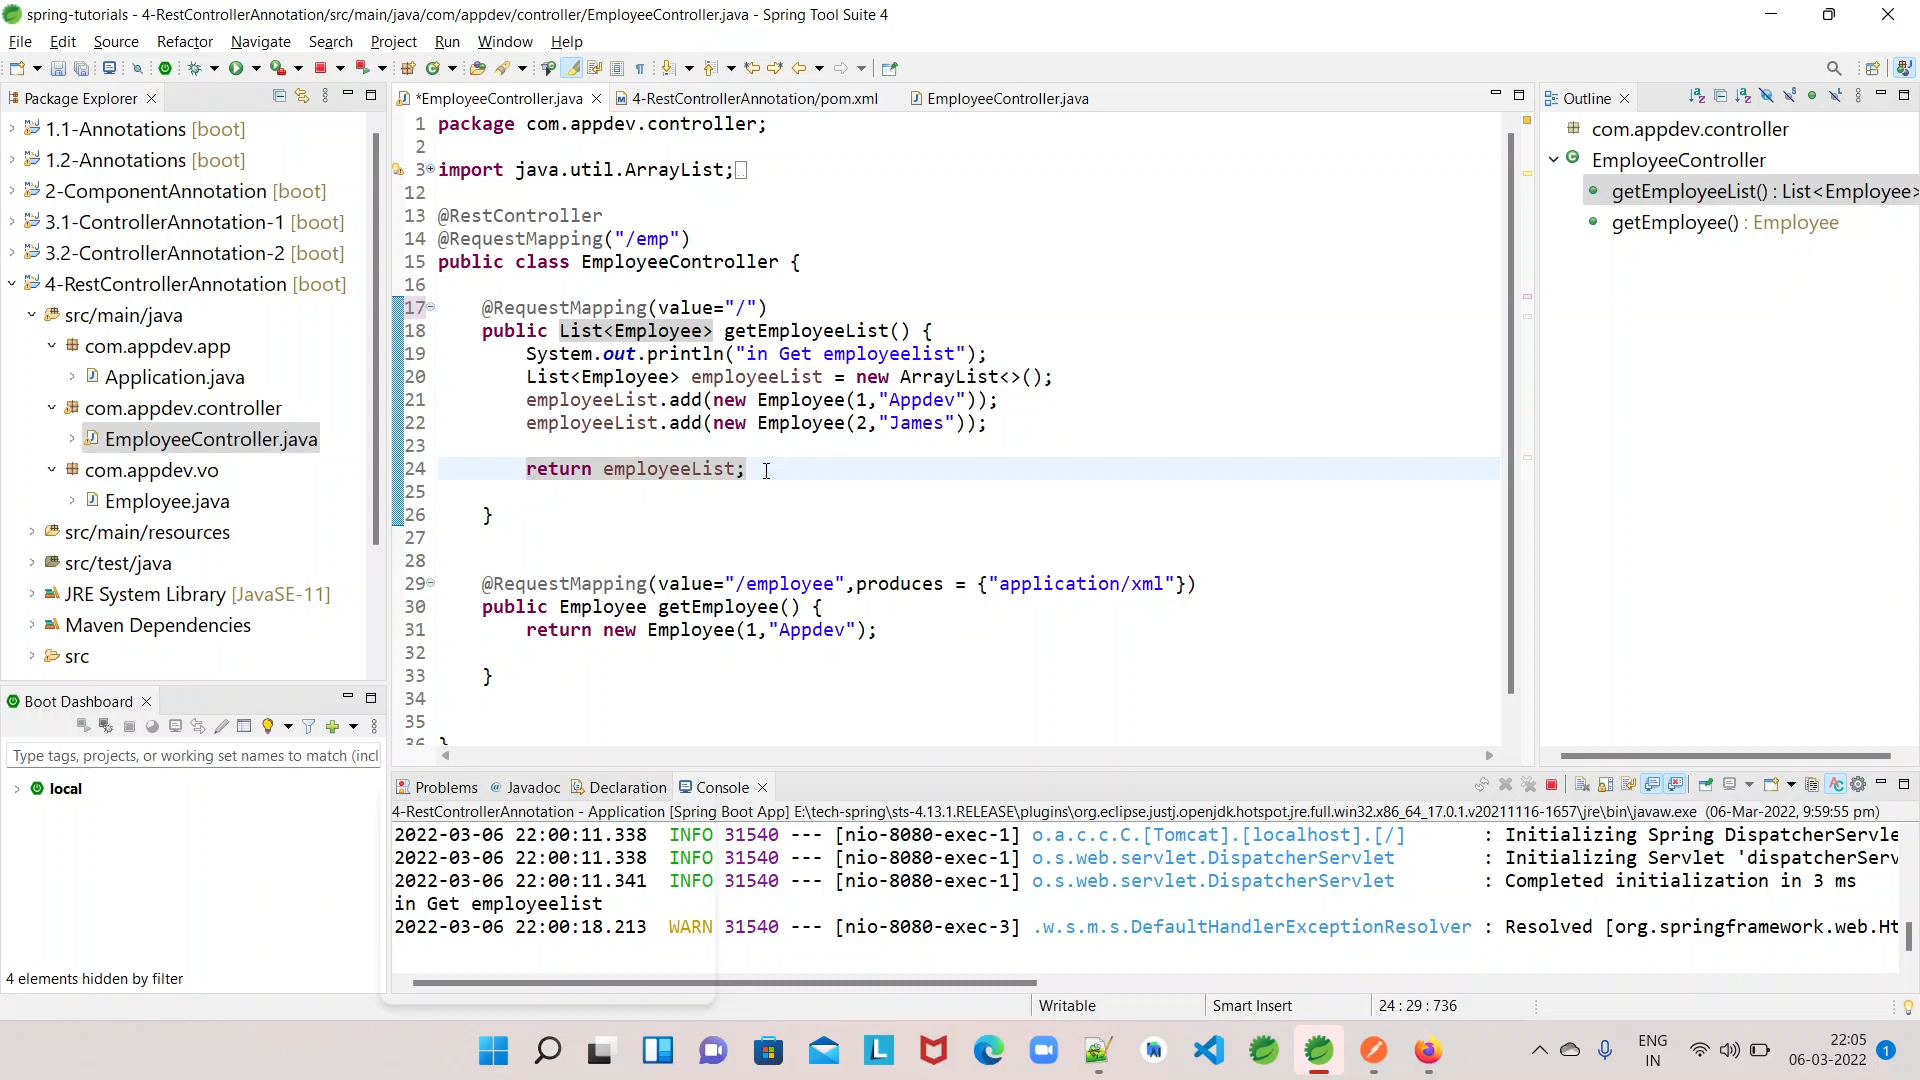 spring-tutorials - 4-RestControllerAnnotation/src/main/java/com/appdev/controller/EmployeeController.java - Spring Tool Suite 4
File Edit Source Refactor Navigate Search Project Run Window Help
Package Explorer
1.1-Annotations [boot]
1.2-Annotations [boot]
2-ComponentAnnotation [boot]
3.1-ControllerAnnotation-1 [boot]
3.2-ControllerAnnotation-2 [boot]
4-RestControllerAnnotation [boot]
src/main/java
com.appdev.app
Application.java
com.appdev.controller
EmployeeController.java
com.appdev.vo
Employee.java
src/main/resources
src/test/java
JRE System Library [JavaSE-11]
Maven Dependencies
src
Boot Dashboard
Type tags, projects, or working set names to match (incl
local
4 elements hidden by filter
*EmployeeController.java 4-RestControllerAnnotation/pom.xml EmployeeController.java
1 package com.appdev.controller;
2
3 import java.util.ArrayList;
12
13 @RestController
14 @RequestMapping("/emp")
15 public class EmployeeController {
16
17 @RequestMapping(value="/")
18 public List<Employee> getEmployeeList() {
19 System.out.println("in Get employeelist");
20 List<Employee> employeeList = new ArrayList<>();
21 employeeList.add(new Employee(1,"Appdev"));
22 employeeList.add(new Employee(2,"James"));
23
24 return employeeList;
25
26 }
27
28
29 @RequestMapping(value="/employee",produces = {"application/xml"})
30 public Employee getEmployee() {
31 return new Employee(1,"Appdev");
32
33 }
34
35
36 }
Outline
com.appdev.controller
EmployeeController
getEmployeeList() : List<Employee>
getEmployee() : Employee
Problems Javadoc Declaration Console
4-RestControllerAnnotation - Application [Spring Boot App] E:\tech-spring\sts-4.13.1.RELEASE\plugins\org.eclipse.justj.openjdk.hotspot.jre.full.win32.x86_64_17.0.1.v20211116-1657\jre\bin\javaw.exe (06-Mar-2022, 9:59:55 pm)
2022-03-06 22:00:11.338 INFO 31540 --- [nio-8080-exec-1] o.a.c.c.C.[Tomcat].[localhost].[/] : Initializing Spring DispatcherServle
2022-03-06 22:00:11.338 INFO 31540 --- [nio-8080-exec-1] o.s.web.servlet.DispatcherServlet : Initializing Servlet 'dispatcherServ
2022-03-06 22:00:11.341 INFO 31540 --- [nio-8080-exec-1] o.s.web.servlet.DispatcherServlet : Completed initialization in 3 ms
in Get employeelist
2022-03-06 22:00:18.213 WARN 31540 --- [nio-8080-exec-3] .w.s.m.s.DefaultHandlerExceptionResolver : Resolved [org.springframework.web.Ht
Writable Smart Insert 24 : 29 : 736
ENG
IN
22:05
06-03-2022
1